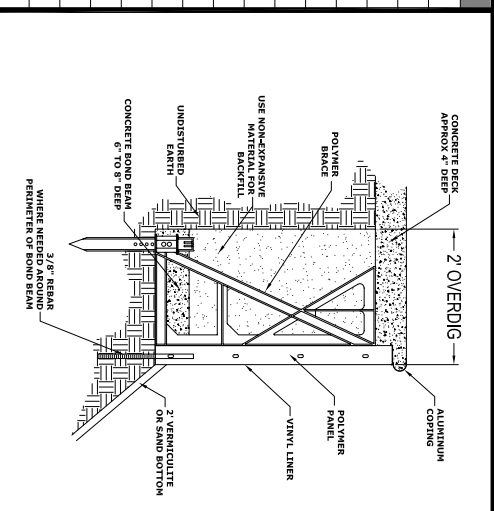 CONCRETE DECK
APPROX 4" DEEP
2' OVERDIG
ALUMINUM
COPING
POLYMER
BRACE
USE NON-EXPANSIVE
MATERIAL FOR
BACKFILL
UNDISTURBED
EARTH
CONCRETE BOND BEAM
6" TO 8" DEEP
3/8" REBAR
WHERE NEEDED AROUND
PERIMETER OF BOND BEAM
POLYMER
PANEL
VINYL LINER
2' VERMICULITE
OR SAND BOTTOM